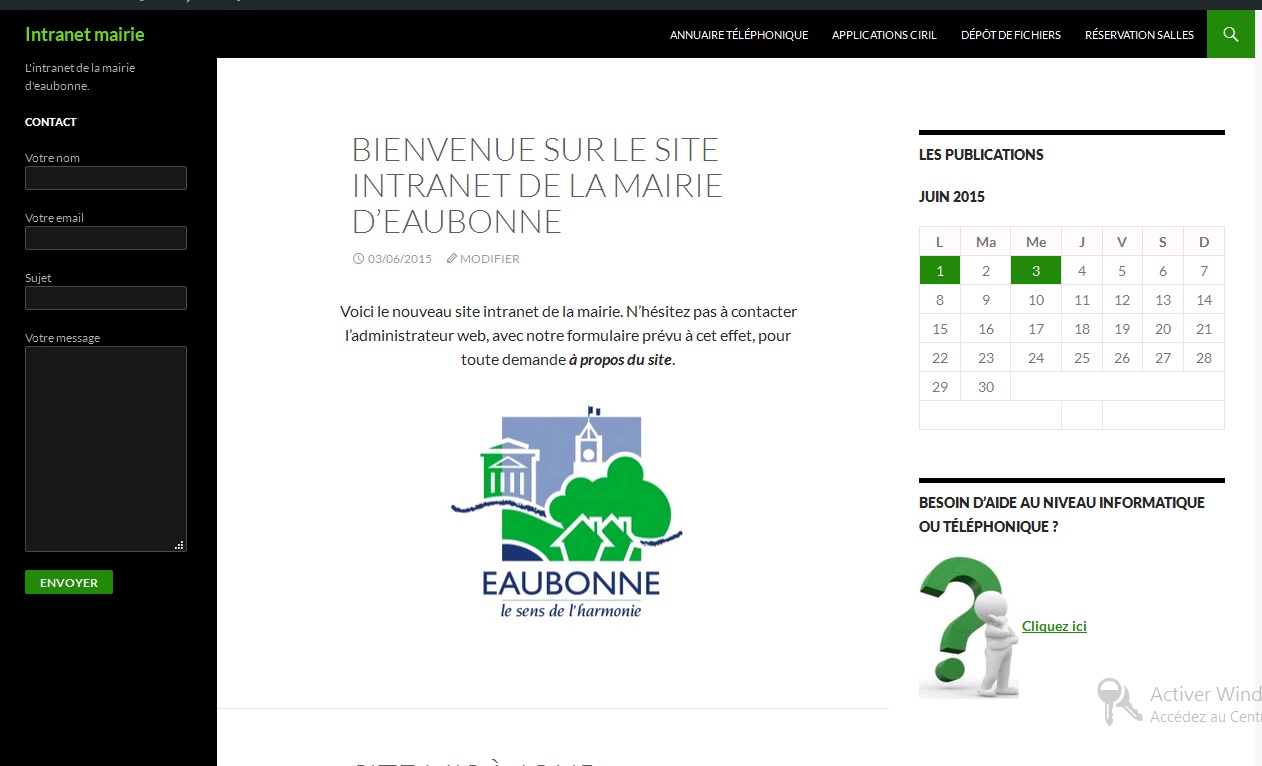 Intranet mairie
ANNUAIRE TÉLÉPHONIQUE APPLICATIONS CIRIL DÉPÔT DE FICHIERS RÉSERVATION SALLES
L'intranet de la mairie
d'eaubonne.
CONTACT
Votre nom
Votre email
Sujet
Votre message
ENVOYER
BIENVENUE SUR LE SITE
INTRANET DE LA MAIRIE
D’EAUBONNE
03/06/2015 MODIFIER
Voici le nouveau site intranet de la mairie. N’hésitez pas à contacter
l’administrateur web, avec notre formulaire prévu à cet effet, pour
toute demande à propos du site.
EAUBONNE
le sens de l'harmonie
LES PUBLICATIONS
JUIN 2015
L Ma Me J V S D
1 2 3 4 5 6 7
8 9 10 11 12 13 14
15 16 17 18 19 20 21
22 23 24 25 26 27 28
29 30
BESOIN D’AIDE AU NIVEAU INFORMATIQUE
OU TÉLÉPHONIQUE ?
?
Cliquez ici
Activer Wind
Accédez au Cent